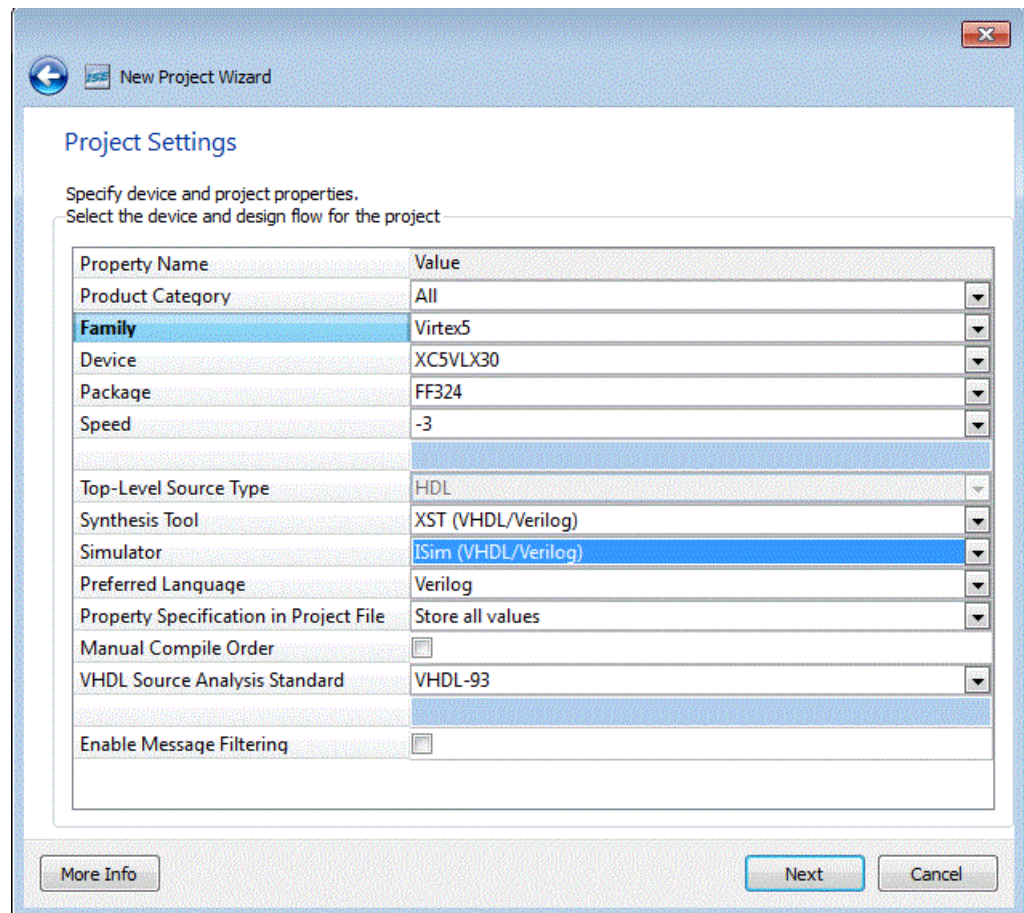 ISE New Project Wizard
Project Settings
Specify device and project properties.
Select the device and design flow for the project
Property Name Value
Product Category All
Family Virtex5
Device XC5VLX30
Package FF324
Speed -3
Top-Level Source Type HDL
Synthesis Tool XST (VHDL/Verilog)
Simulator ISim (VHDL/Verilog)
Preferred Language Verilog
Property Specification in Project File Store all values
Manual Compile Order
VHDL Source Analysis Standard VHDL-93
Enable Message Filtering
More Info Next Cancel